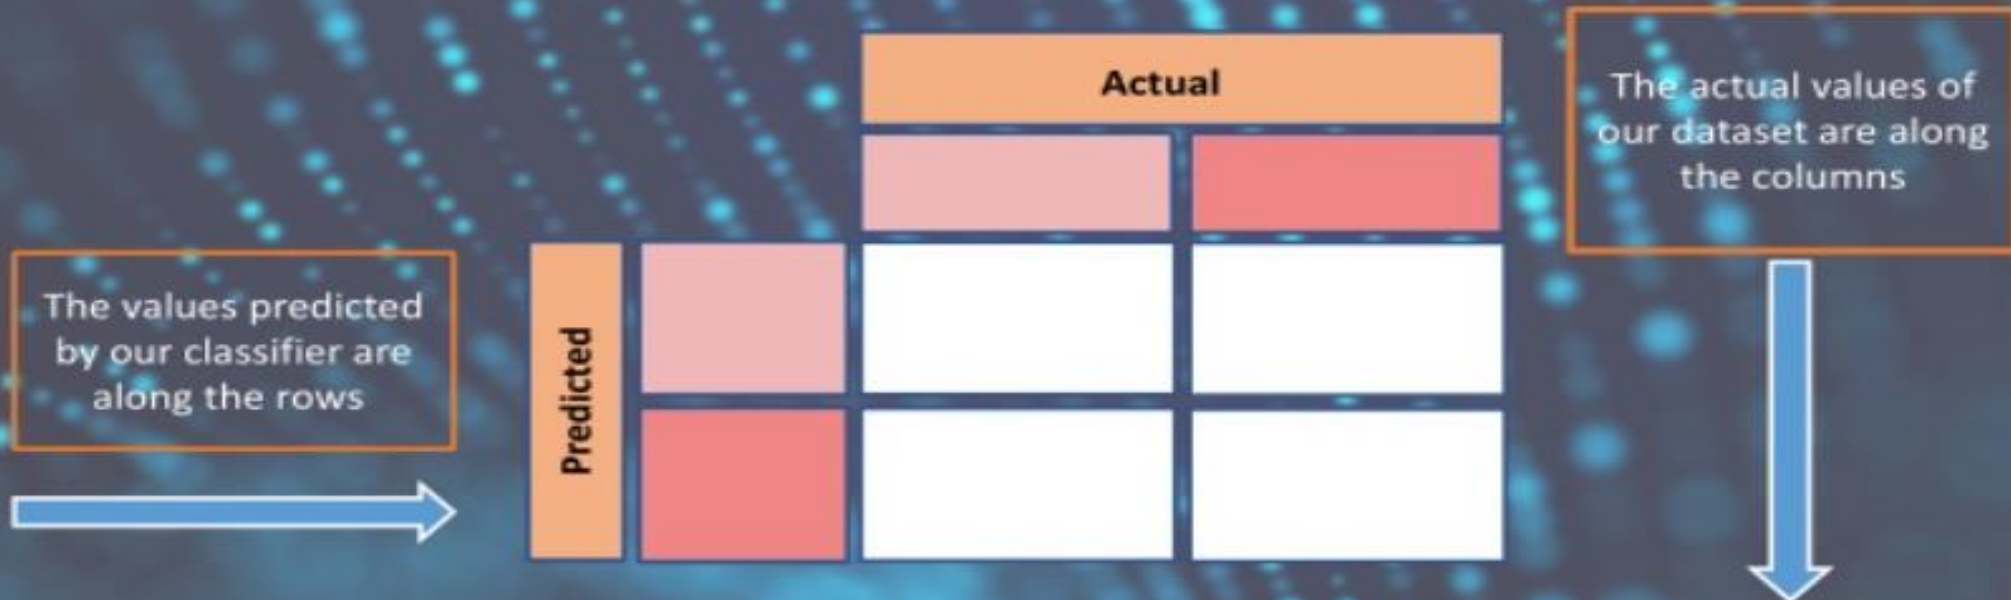 Actual
The actual values of
our dataset are along
the columns
The values predicted
by our classifier are
along the rows
Predicted